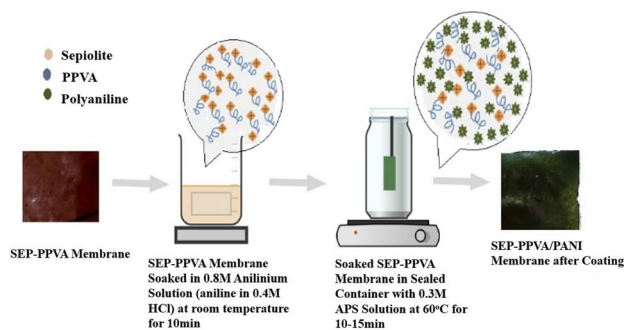 Sepiolite
PPVA
Polyaniline
SEP-PPVA Membrane
SEP-PPVA Membrane
Soaked in 0.8M Anilinium
Solution (aniline in 0.4M
HCl) at room temperature
for 10min
Soaked SEP-PPVA
Membrane in Sealed
Container with 0.3M
APS Solution at 60°C for
10-15min
SEP-PPVA/PANI
Membrane after Coating